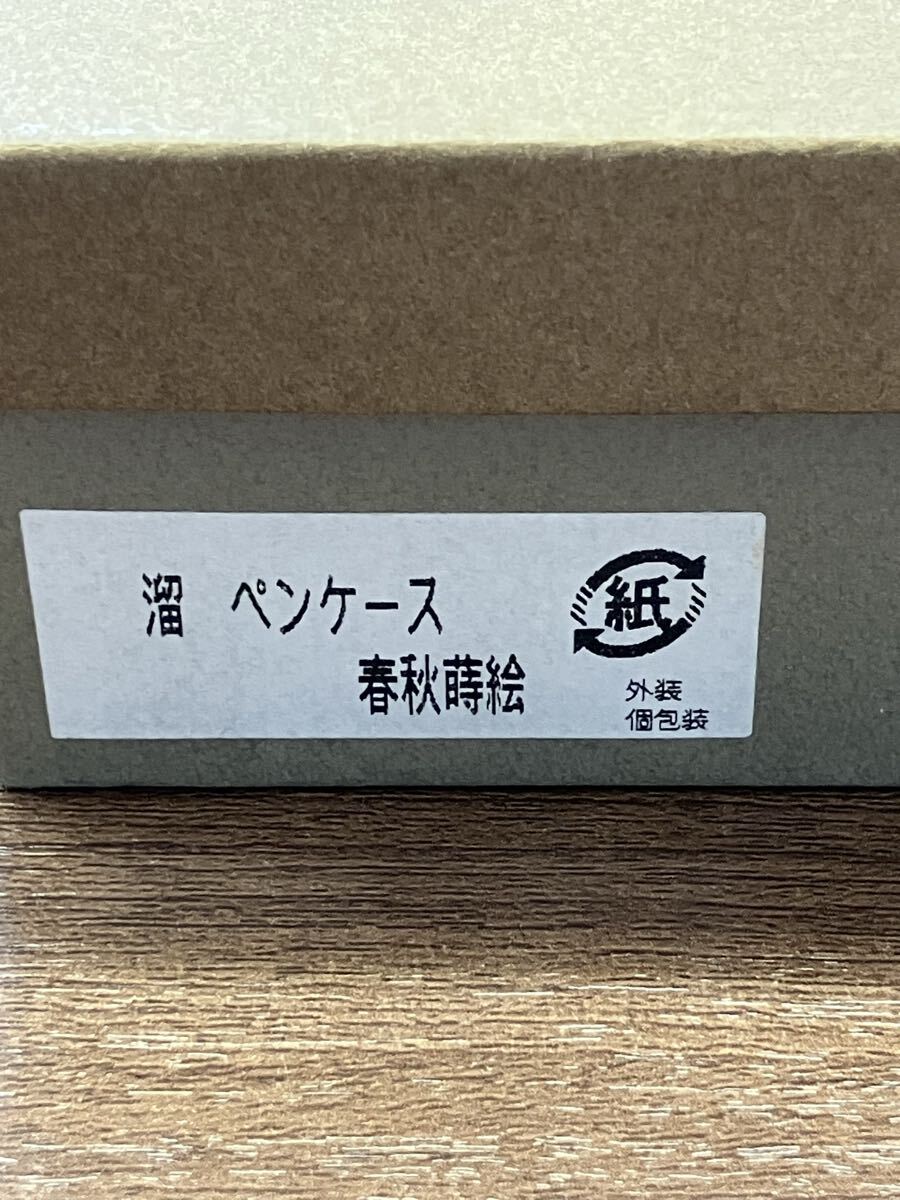 溜　ペンケース
春秋蒔絵
紙
外装
個包装